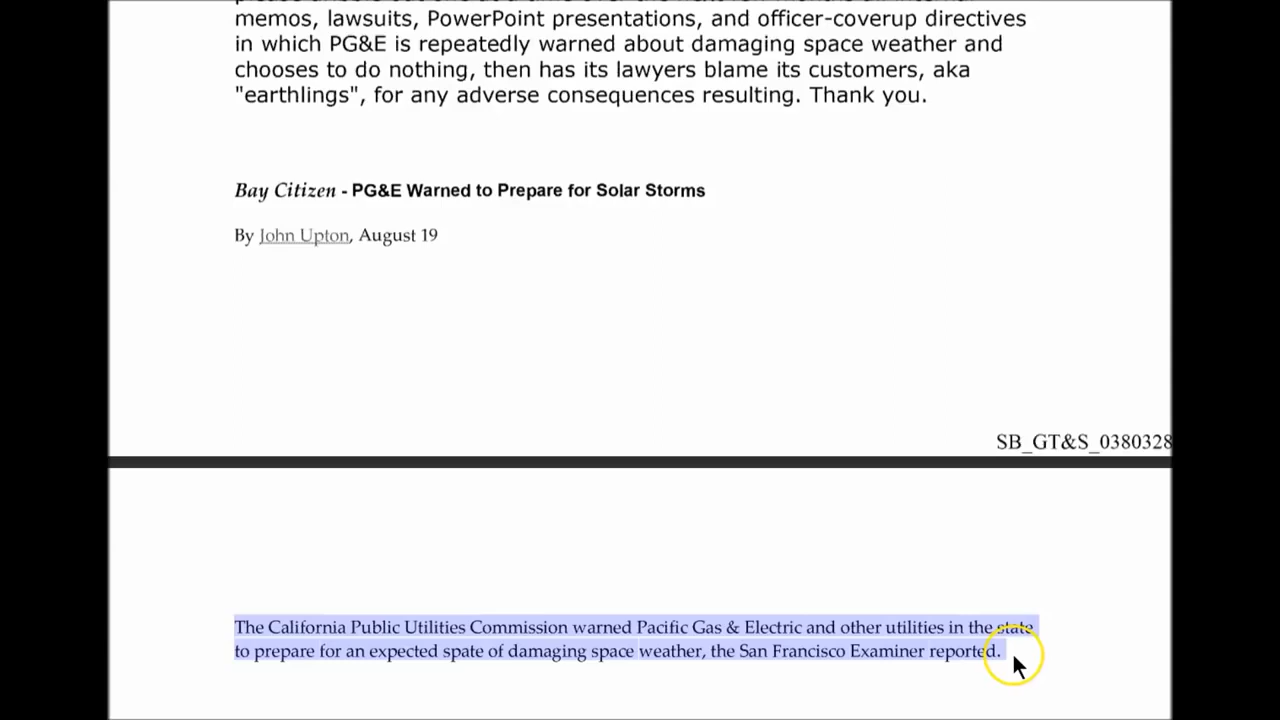 memos, lawsuits, PowerPoint presentations, and officer-coverup directives
in which PG&E is repeatedly warned about damaging space weather and
chooses to do nothing, then has its lawyers blame its customers, aka
"earthlings", for any adverse consequences resulting. Thank you.
Bay Citizen - PG&E Warned to Prepare for Solar Storms
By John Upton, August 19
SB_GT&S_0380328
The California Public Utilities Commission warned Pacific Gas & Electric and other utilities in the state
to prepare for an expected spate of damaging space weather, the San Francisco Examiner reported.